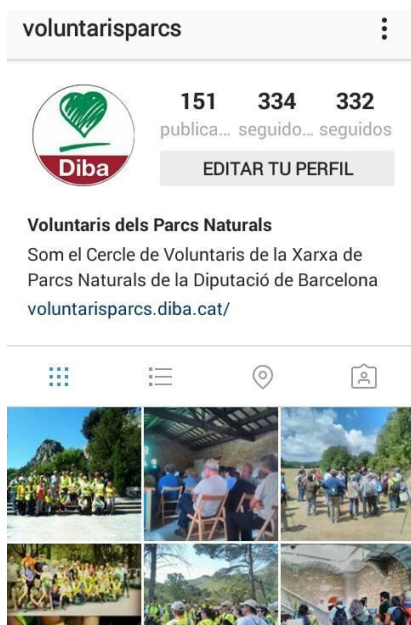 voluntarisparcs
Diba
151 334 332
publica... seguido... seguidos
EDITAR TU PERFIL
Voluntaris dels Parcs Naturals
Som el Cercle de Voluntaris de la Xarxa de
Parcs Naturals de la Diputació de Barcelona
voluntarisparcs.diba.cat/